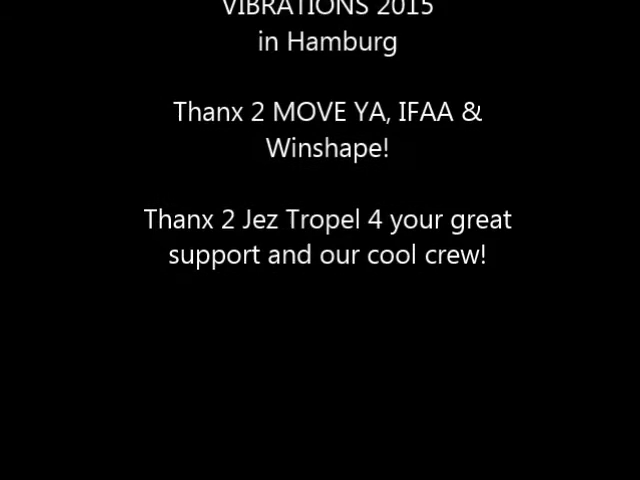 VIBRATIONS 2015
in Hamburg
Thanx 2 MOVE YA, IFAA &
Winshape!
Thanx 2 Jez Tropel 4 your great
support and our cool crew!